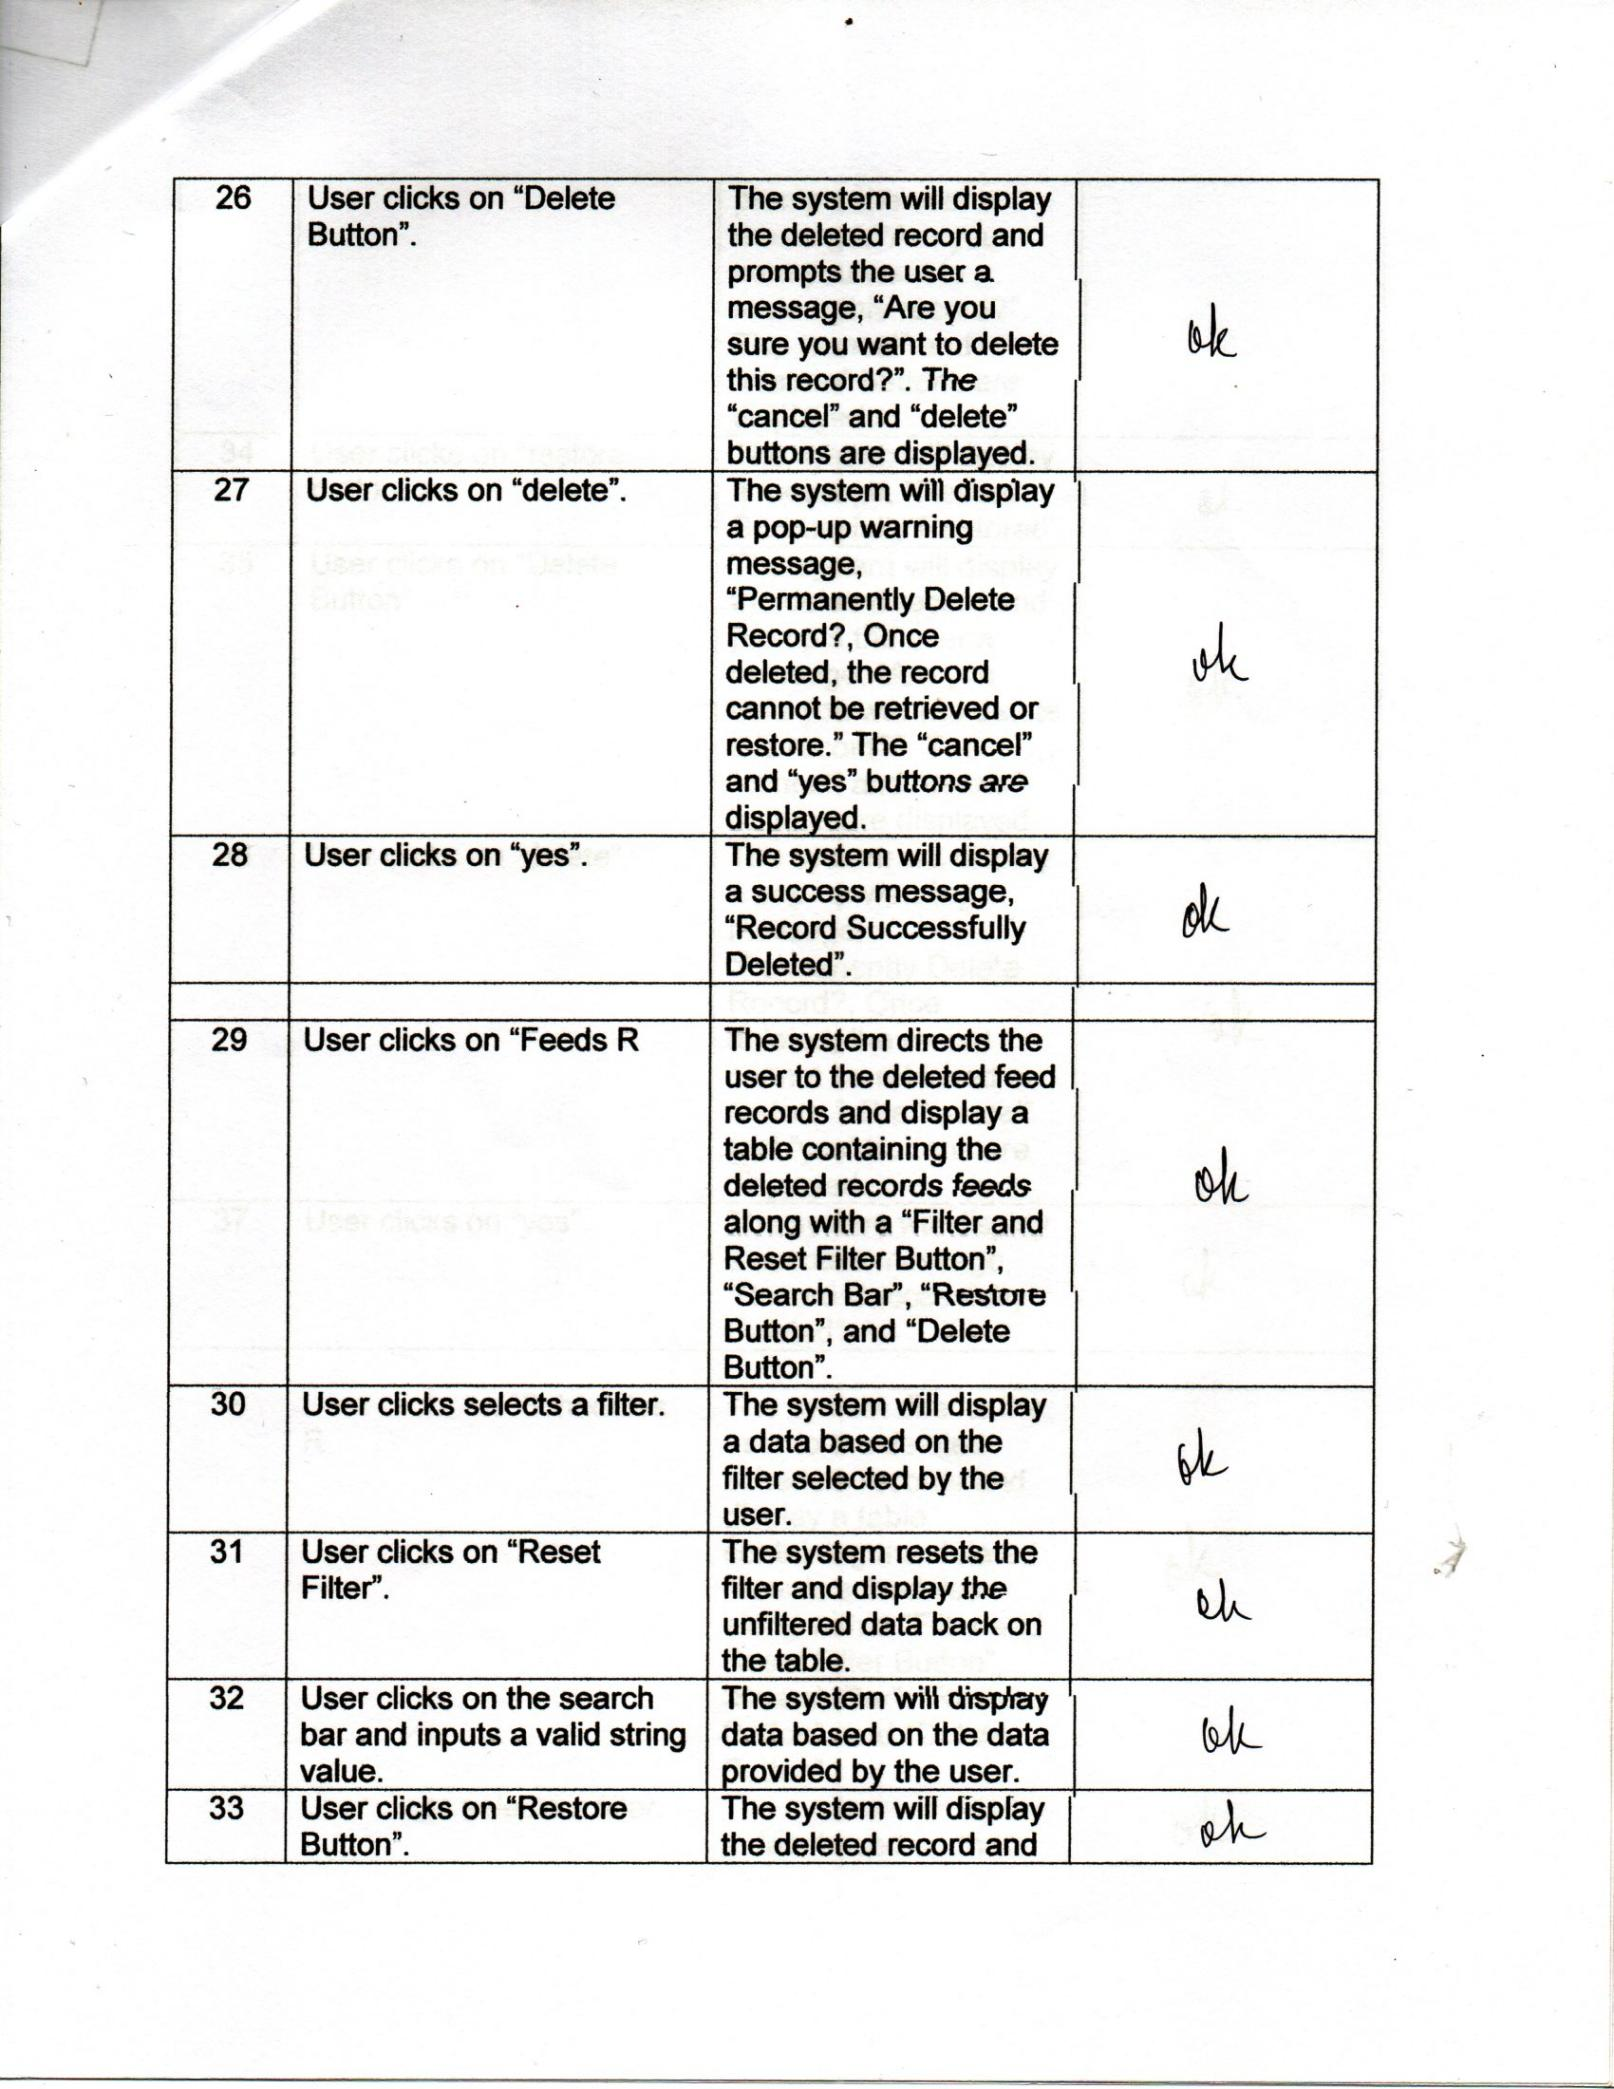 26 User clicks on “Delete The system will display
Button”. the deleted record and
prompts the user a
message, “Are you
sure you want to delete
this record?”. The
“cancel” and “delete”
buttons are displayed.
ok
27 User clicks on “delete”. The system will display
a pop-up warning
message,
“Permanently Delete
Record?, Once
deleted, the record
cannot be retrieved or
restore.” The “cancel”
and “yes” buttons are
displayed.
ok
28 User clicks on “yes”. The system will display
a success message,
“Record Successfully
Deleted”.
ok
29 User clicks on “Feeds R The system directs the
user to the deleted feed
records and display a
table containing the
deleted records feeds
along with a “Filter and
Reset Filter Button”,
“Search Bar”, “Restore
Button”, and “Delete
Button”.
ok
30 User clicks selects a filter. The system will display
a data based on the
filter selected by the
user.
ok
31 User clicks on “Reset The system resets the
Filter”. filter and display the
unfiltered data back on
the table.
ok
32 User clicks on the search The system will display
bar and inputs a valid string data based on the data
value. provided by the user.
ok
33 User clicks on “Restore The system will display
Button”. the deleted record and
ok